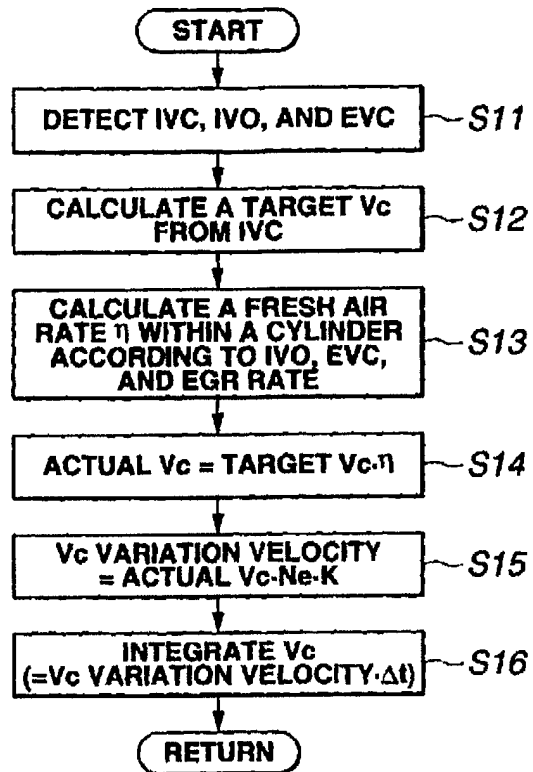 START
DETECT IVC, IVO, AND EVC
S11
CALCULATE A TARGET Vc
FROM IVC
S12
CALCULATE A FRESH AIR
RATE η WITHIN A CYLINDER
ACCORDING TO IVO, EVC,
AND EGR RATE
S13
ACTUAL Vc = TARGET Vc·η
S14
Vc VARIATION VELOCITY
= ACTUAL Vc·Ne·K
S15
INTEGRATE Vc
(=Vc VARIATION VELOCITY·Δt)
S16
RETURN